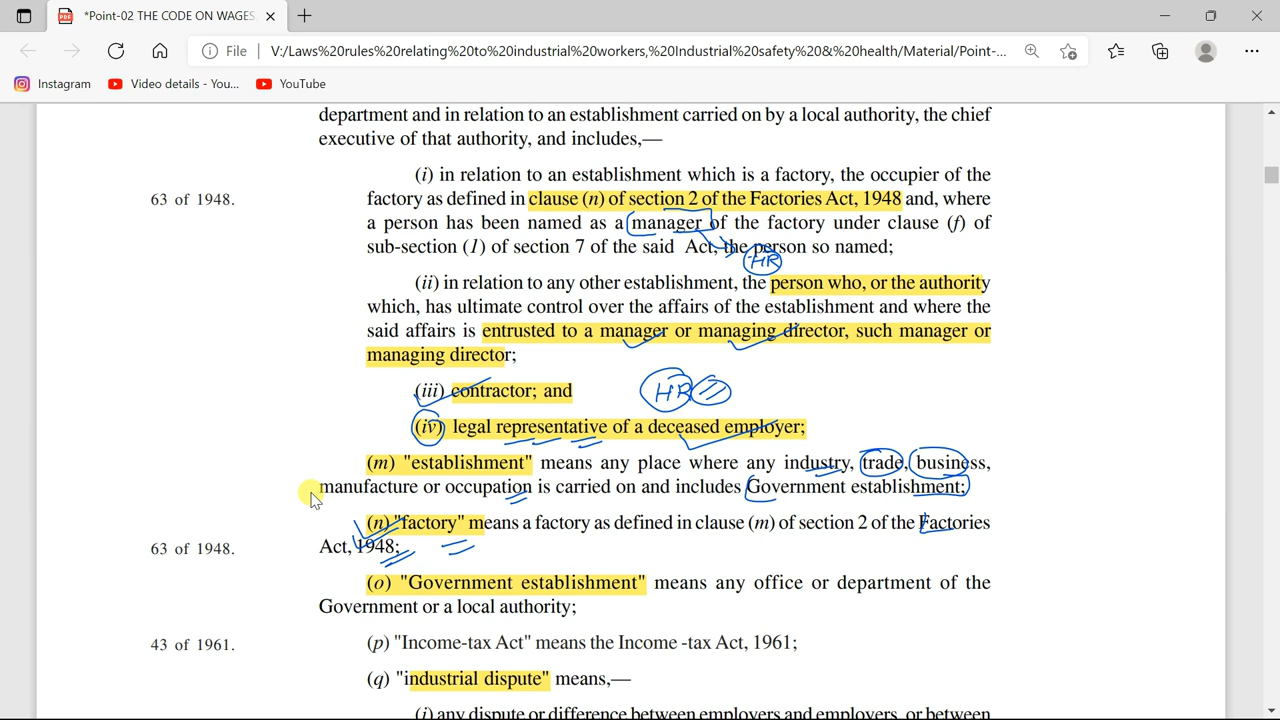 *Point-02 THE CODE ON WAGES,
File
V:/Laws%20rules%20relating%20to%20industrial%20workers,%20Industrial%20safety%20&%20health/Material/Point-...
Instagram
Video details - You...
YouTube
department and in relation to an establishment carried on by a local authority, the chief
executive of that authority, and includes,—
(i) in relation to an establishment which is a factory, the occupier of the
63 of 1948. factory as defined in clause (n) of section 2 of the Factories Act, 1948 and, where
a person has been named as a manager of the factory under clause (f) of
sub-section (1) of section 7 of the said Act, the person so named;
HR
(ii) in relation to any other establishment, the person who, or the authority
which, has ultimate control over the affairs of the establishment and where the
said affairs is entrusted to a manager or managing director, such manager or
managing director;
(iii) contractor; and
HR
(iv) legal representative of a deceased employer;
(m) "establishment" means any place where any industry, trade, business,
manufacture or occupation is carried on and includes Government establishment;
(n) "factory" means a factory as defined in clause (m) of section 2 of the Factories
63 of 1948. Act, 1948;
(o) "Government establishment" means any office or department of the
Government or a local authority;
43 of 1961. (p) "Income-tax Act" means the Income -tax Act, 1961;
(q) "industrial dispute" means,—
(i) any dispute or difference between employers and employers, or between